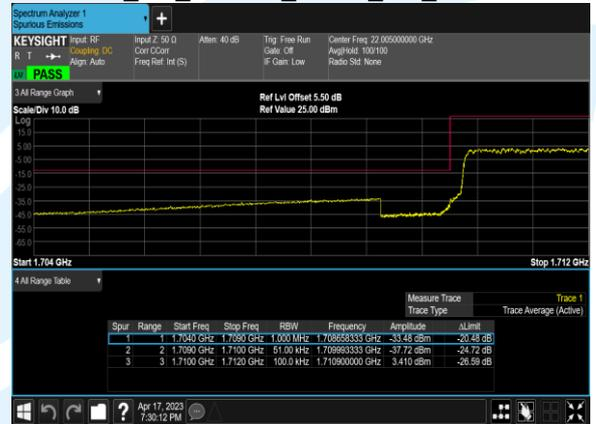 Spectrum Analyzer 1
Spurious Emissions
+
KEYSIGHT Input: RF Input Z: 50 Ω Atten: 40 dB Trig: Free Run Center Freq: 22.005000000 GHz
R T Coupling: DC Corr CCorr Gate: Off Avg|Hold: 100/100
Align: Auto Freq Ref: Int (S) IF Gain: Low Radio Std: None
PASS
3 All Range Graph
Ref Lvl Offset 5.50 dB
Scale/Div 10.0 dB Ref Value 25.00 dBm
Log
15.0
5.00
-5.00
-15.0
-25.0
-35.0
-45.0
-55.0
-65.0
Start 1.704 GHz Stop 1.712 GHz
4 All Range Table
Measure Trace Trace 1
Trace Type Trace Average (Active)
Spur Range Start Freq Stop Freq RBW Frequency Amplitude ΔLimit
1 1 1.7040 GHz 1.7090 GHz 1.000 MHz 1.708658333 GHz -33.48 dBm -20.48 dB
2 2 1.7090 GHz 1.7100 GHz 51.00 kHz 1.709993333 GHz -37.72 dBm -24.72 dB
3 3 1.7100 GHz 1.7120 GHz 100.0 kHz 1.710900000 GHz 3.410 dBm -26.59 dB
?
Apr 17, 2023
7:30:12 PM